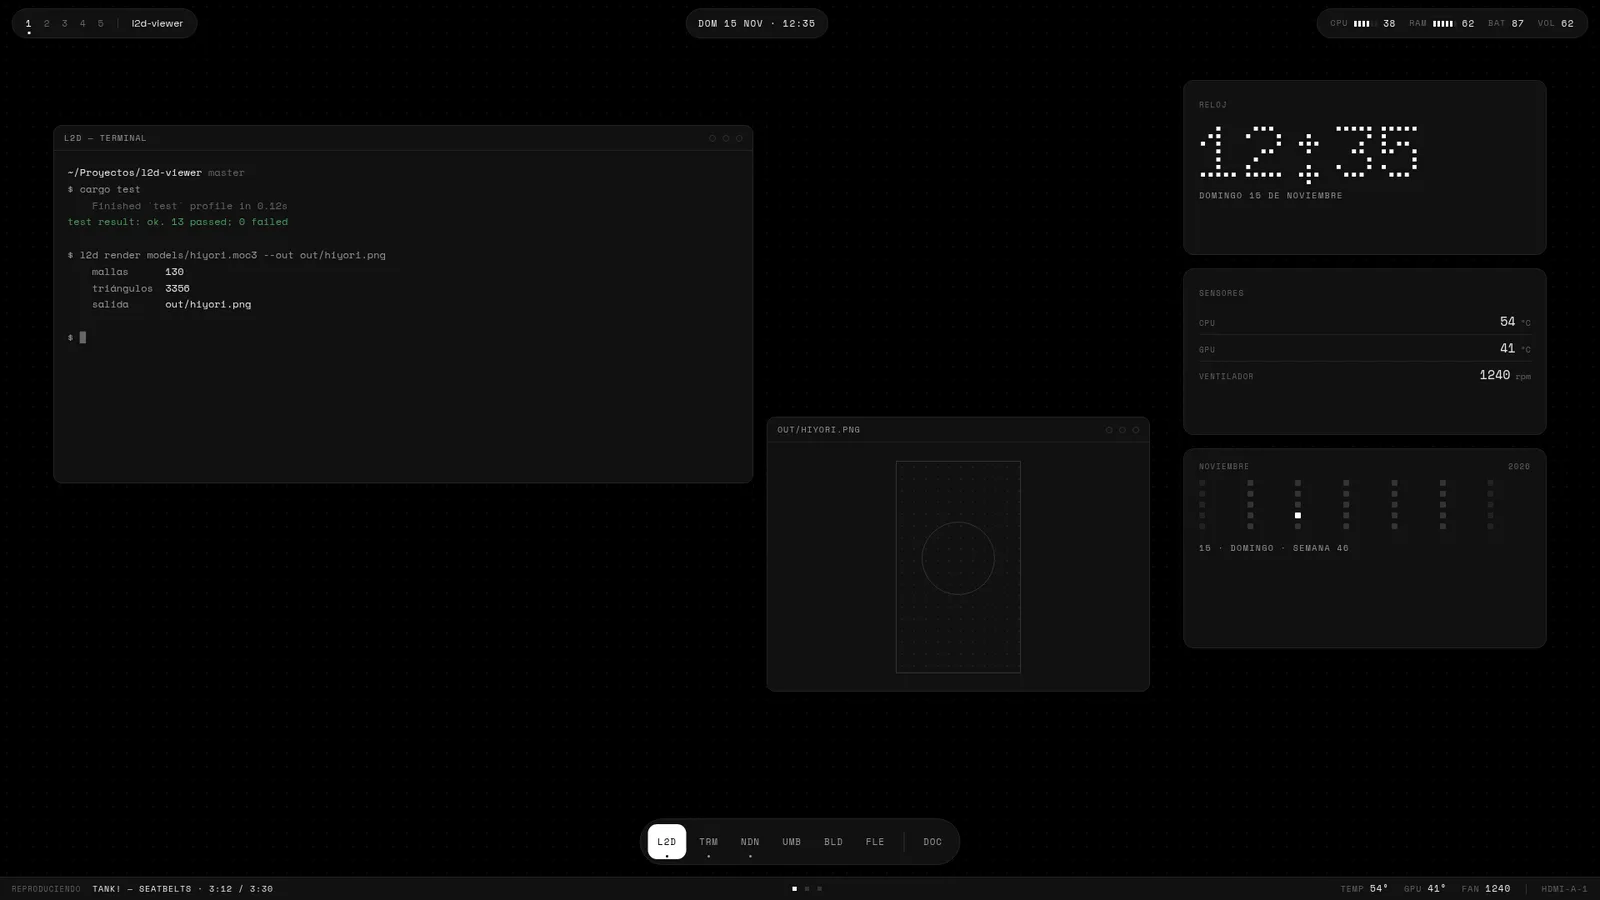 1 2 3 4 5 l2d-viewer
DOM 15 NOV · 12:35
CPU 38 RAM 62 BAT 87 VOL 62
L2D — TERMINAL
~/Proyectos/l2d-viewer master
$ cargo test
Finished `test` profile in 0.12s
test result: ok. 13 passed; 0 failed
$ l2d render models/hiyori.moc3 --out out/hiyori.png
mallas 130
triángulos 3356
salida out/hiyori.png
$
OUT/HIYORI.PNG
RELOJ
12:35
DOMINGO 15 DE NOVIEMBRE
SENSORES
CPU 54 °C
GPU 41 °C
VENTILADOR 1240 rpm
NOVIEMBRE 2026
15 · DOMINGO · SEMANA 46
L2D TRM NDN UMB BLD FLE DOC
REPRODUCIENDO TANK! — SEATBELTS · 3:12 / 3:30
TEMP 54° GPU 41° FAN 1240 HDMI-A-1